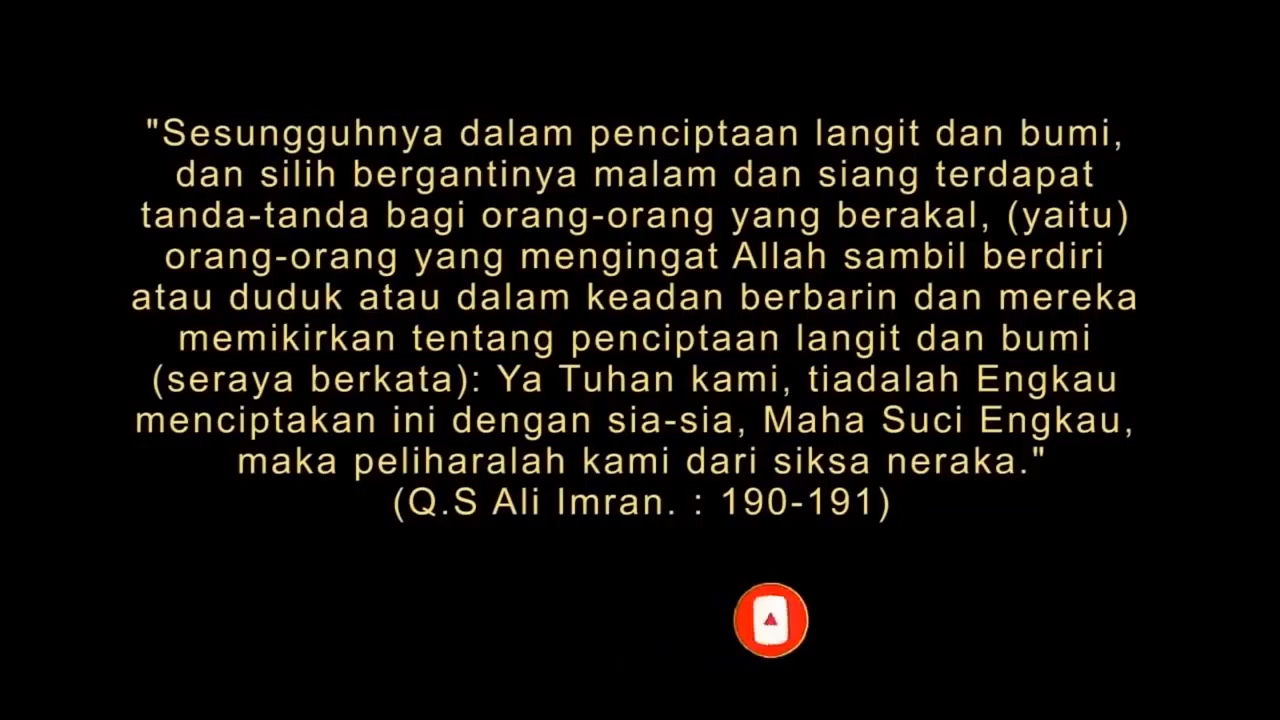 "Sesungguhnya dalam penciptaan langit dan bumi,
dan silih bergantinya malam dan siang terdapat
tanda-tanda bagi orang-orang yang berakal, (yaitu)
orang-orang yang mengingat Allah sambil berdiri
atau duduk atau dalam keadan berbarin dan mereka
memikirkan tentang penciptaan langit dan bumi
(seraya berkata): Ya Tuhan kami, tiadalah Engkau
menciptakan ini dengan sia-sia, Maha Suci Engkau,
maka peliharalah kami dari siksa neraka."
(Q.S Ali Imran. : 190-191)